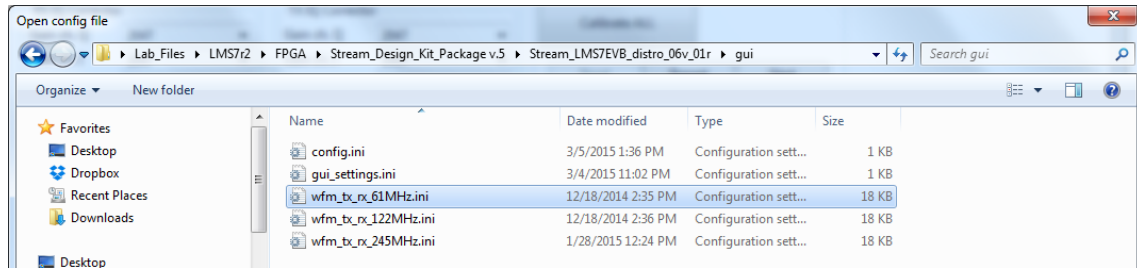 Open config file
Lab_Files LMS7r2 FPGA Stream_Design_Kit_Package v.5 Stream_LMS7EVB_distro_06v_01r gui Search gui
Organize New folder
Favorites
Desktop
Dropbox
Recent Places
Downloads
Desktop
Name Date modified Type Size
config.ini 3/5/2015 1:36 PM Configuration sett... 1 KB
gui_settings.ini 3/4/2015 11:02 PM Configuration sett... 1 KB
wfm_tx_rx_61MHz.ini 12/18/2014 2:35 PM Configuration sett... 18 KB
wfm_tx_rx_122MHz.ini 12/18/2014 2:36 PM Configuration sett... 18 KB
wfm_tx_rx_245MHz.ini 1/28/2015 12:24 PM Configuration sett... 18 KB